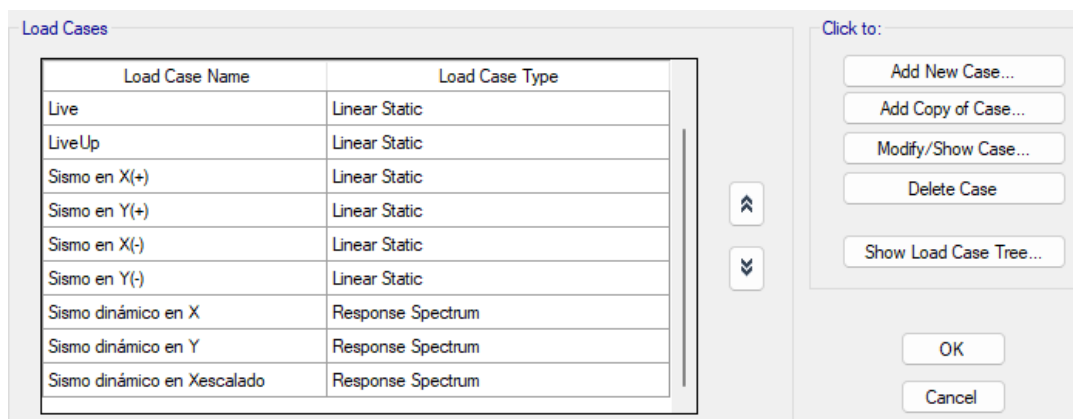 Load Cases
Load Case Name Load Case Type
Live Linear Static
LiveUp Linear Static
Sismo en X(+) Linear Static
Sismo en Y(+) Linear Static
Sismo en X(-) Linear Static
Sismo en Y(-) Linear Static
Sismo dinámico en X Response Spectrum
Sismo dinámico en Y Response Spectrum
Sismo dinámico en Xescalado Response Spectrum
Click to:
Add New Case...
Add Copy of Case...
Modify/Show Case...
Delete Case
Show Load Case Tree...
OK
Cancel